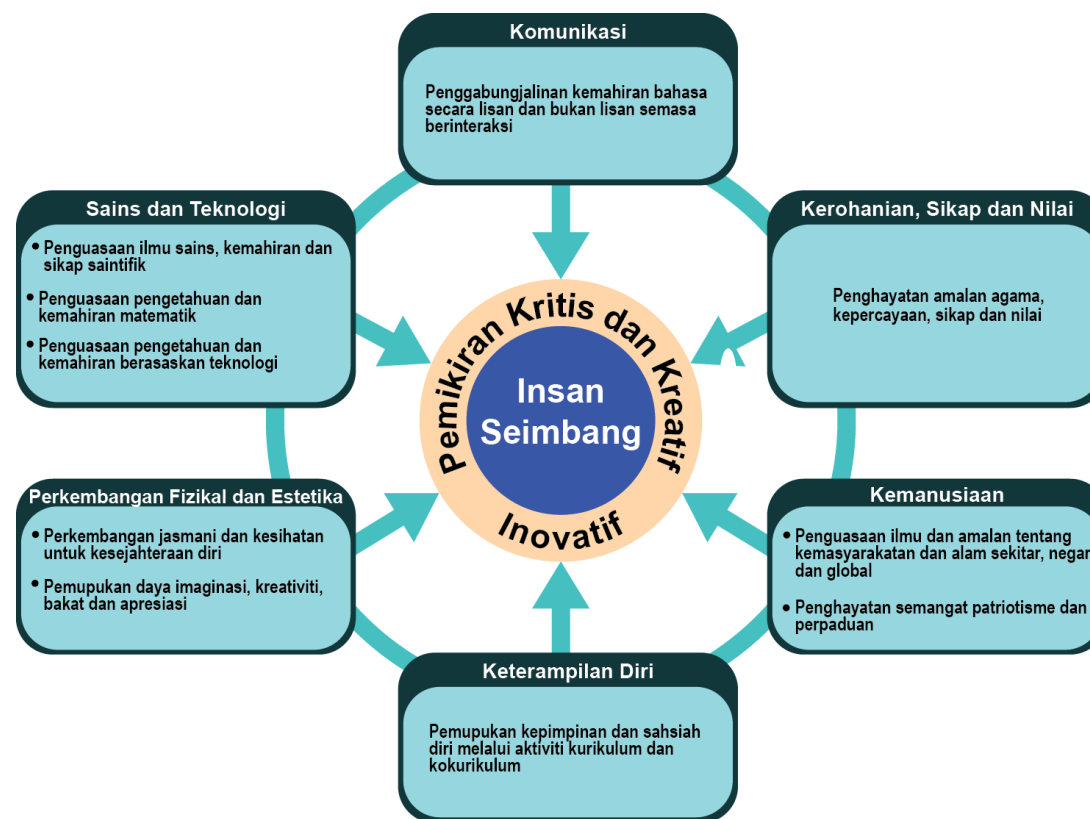 Komunikasi
Penggabungjalinan kemahiran bahasa
secara lisan dan bukan lisan semasa
berinteraksi
Sains dan Teknologi
• Penguasaan ilmu sains, kemahiran dan
sikap saintifik
• Penguasaan pengetahuan dan
kemahiran matematik
• Penguasaan pengetahuan dan
kemahiran berasaskan teknologi
Kerohanian, Sikap dan Nilai
Penghayatan amalan agama,
kepercayaan, sikap dan nilai
Pemikiran Kritis dan Kreatif
Insan
Seimbang
Inovatif
Perkembangan Fizikal dan Estetika
• Perkembangan jasmani dan kesihatan
untuk kesejahteraan diri
• Pemupukan daya imaginasi, kreativiti,
bakat dan apresiasi
Kemanusiaan
• Penguasaan ilmu dan amalan tentang
kemasyarakatan dan alam sekitar, negar
dan global
• Penghayatan semangat patriotisme dan
perpaduan
Keterampilan Diri
Pemupukan kepimpinan dan sahsiah
diri melalui aktiviti kurikulum dan
kokurikulum